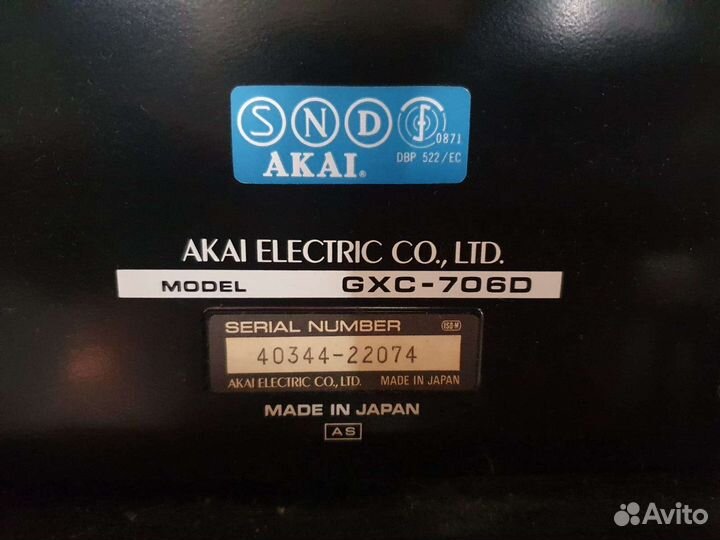 S N D F
0871
DBP 522/EC
AKAI®
AKAI ELECTRIC CO., LTD.
MODEL GXC-706D
SERIAL NUMBER ISO-M
40344-22074
AKAI ELECTRIC CO., LTD. MADE IN JAPAN
MADE IN JAPAN
AS
Avito